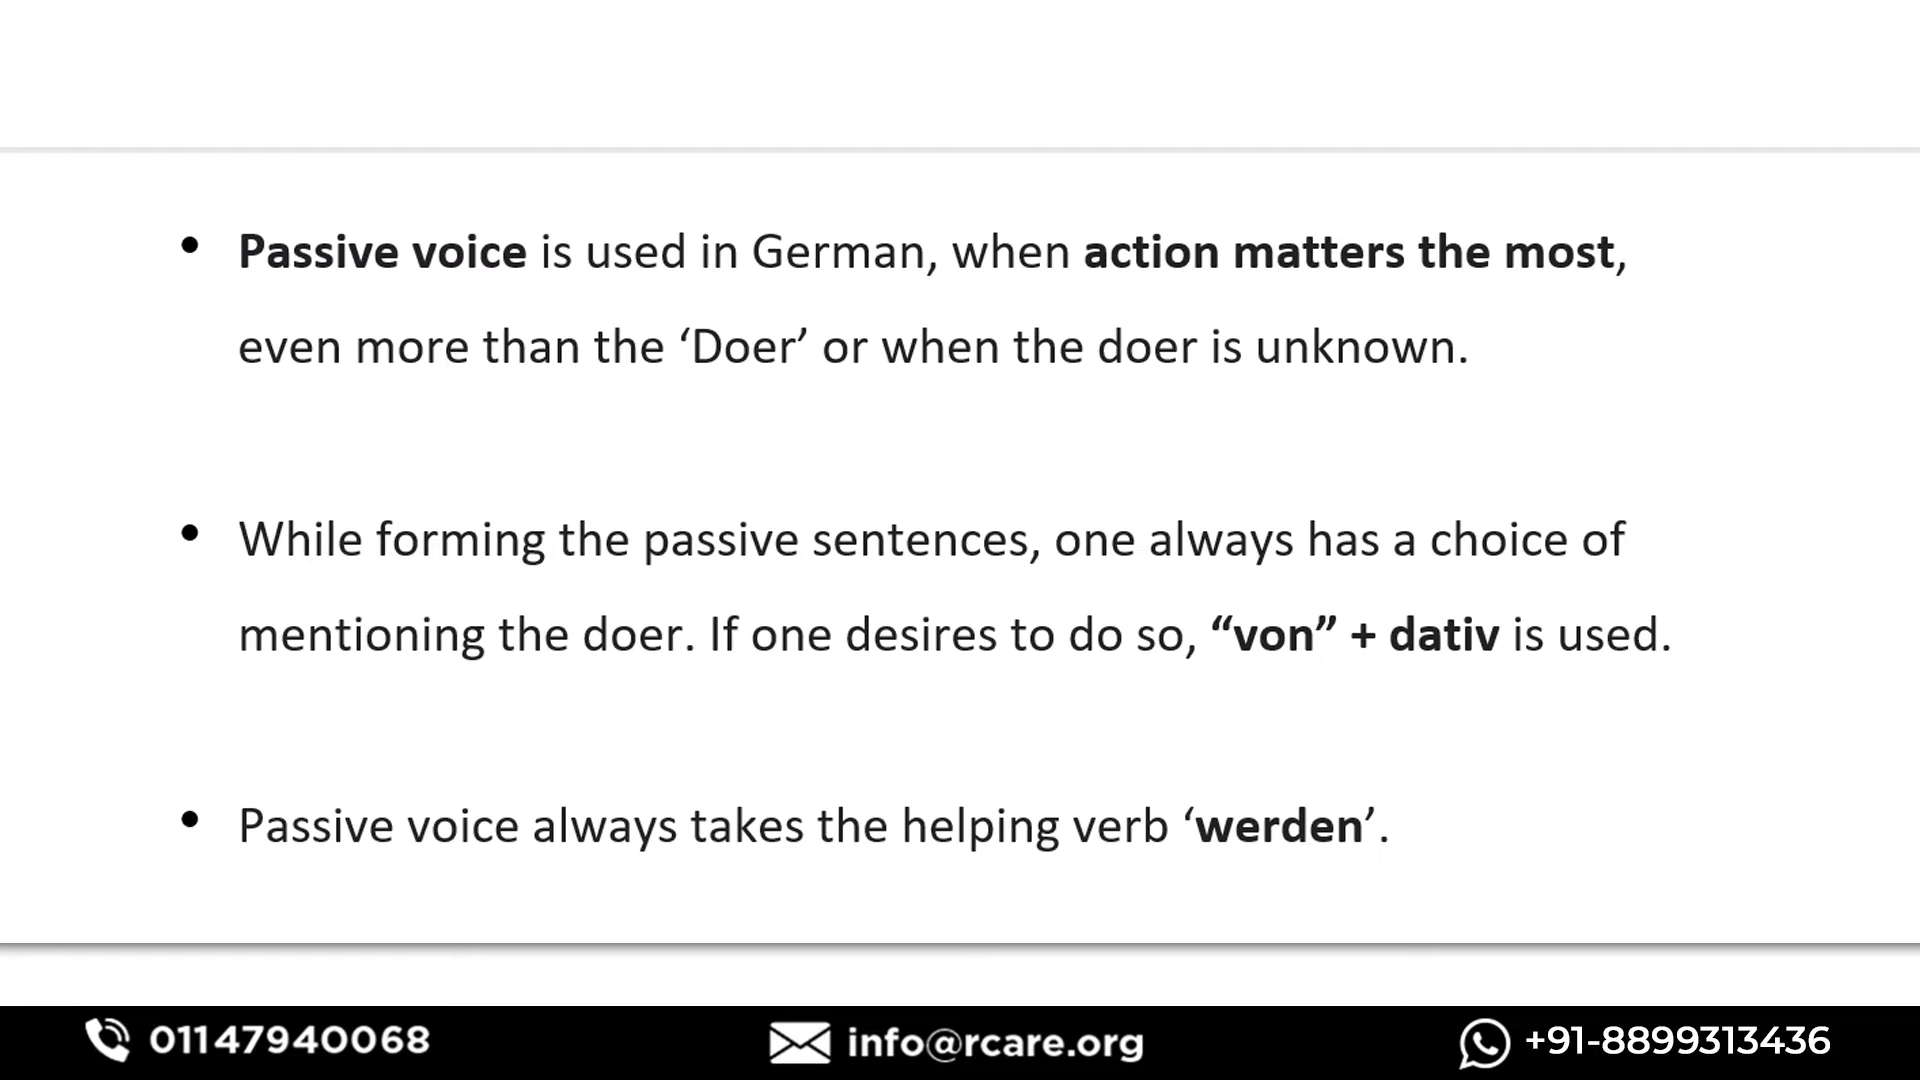 • Passive voice is used in German, when action matters the most,
even more than the ‘Doer’ or when the doer is unknown.
• While forming the passive sentences, one always has a choice of
mentioning the doer. If one desires to do so, “von” + dativ is used.
• Passive voice always takes the helping verb ‘werden’.
01147940068 info@rcare.org +91-8899313436